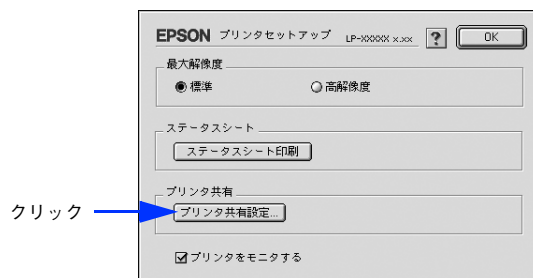 EPSON プリンタセットアップ LP-XXXXX x.xx ? OK
最大解像度
標準 高解像度
ステータスシート
ステータスシート印刷
プリンタ共有
クリック プリンタ共有設定...
プリンタをモニタする